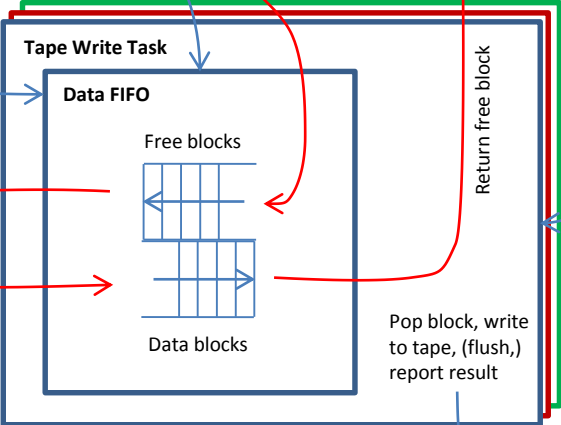 Tape Write Task
Data FIFO
Free blocks
Data blocks
Return free block
Pop block, write
to tape, (flush,)
report result